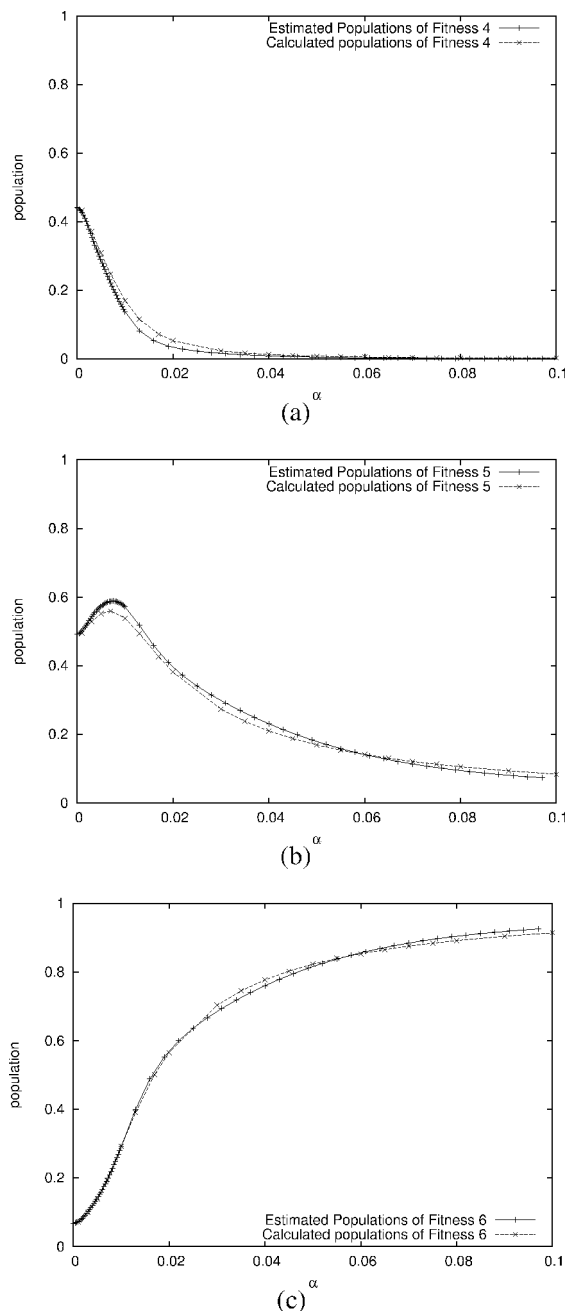 1
Estimated Populations of Fitness 4
Calculated populations of Fitness 4
0.8
0.6
population
0.4
0.2
0
0 0.02 0.04 0.06 0.08 0.1
α
(a)
1
Estimated Populations of Fitness 5
Calculated populations of Fitness 5
0.8
0.6
population
0.4
0.2
0
0 0.02 0.04 0.06 0.08 0.1
α
(b)
1
0.8
0.6
population
0.4
0.2
Estimated Populations of Fitness 6
Calculated Populations of Fitness 6
0
0 0.02 0.04 0.06 0.08 0.1
α
(c)